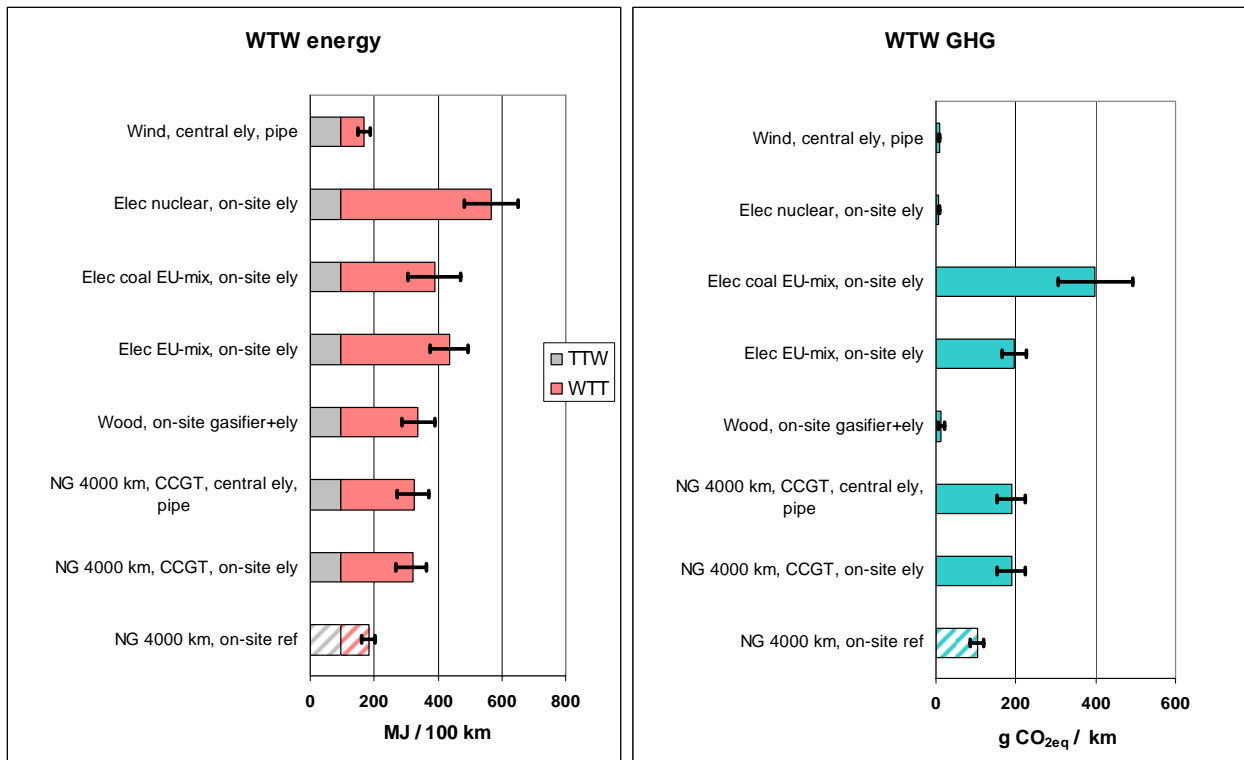 WTW energy
Wind, central ely, pipe
Elec nuclear, on-site ely
Elec coal EU-mix, on-site ely
Elec EU-mix, on-site ely
Wood, on-site gasifier+ely
NG 4000 km, CCGT, central ely,
pipe
NG 4000 km, CCGT, on-site ely
NG 4000 km, on-site ref
0 200 400 600 800
MJ / 100 km
TTW
WTT
WTW GHG
Wind, central ely, pipe
Elec nuclear, on-site ely
Elec coal EU-mix, on-site ely
Elec EU-mix, on-site ely
Wood, on-site gasifier+ely
NG 4000 km, CCGT, central ely,
pipe
NG 4000 km, CCGT, on-site ely
NG 4000 km, on-site ref
0 200 400 600
g CO2eq / km